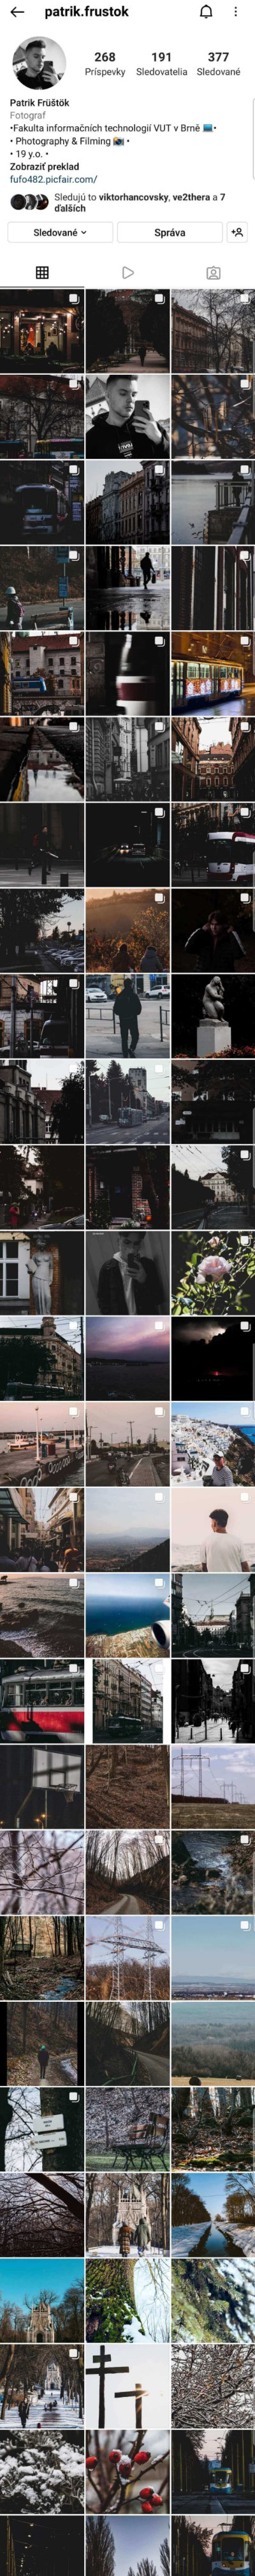 patrik.frustok
268 191 377
Príspevky Sledovatelia Sledované
Patrik Früštök
Fotograf
•Fakulta informačních technologií VUT v Brně 💻•
• Photography & Filming 📸 •
• 19 y.o. •
Zobraziť preklad
fufo482.picfair.com/
Sledujú to viktorhancovsky, ve2thera a 7
ďalších
Sledované Správa